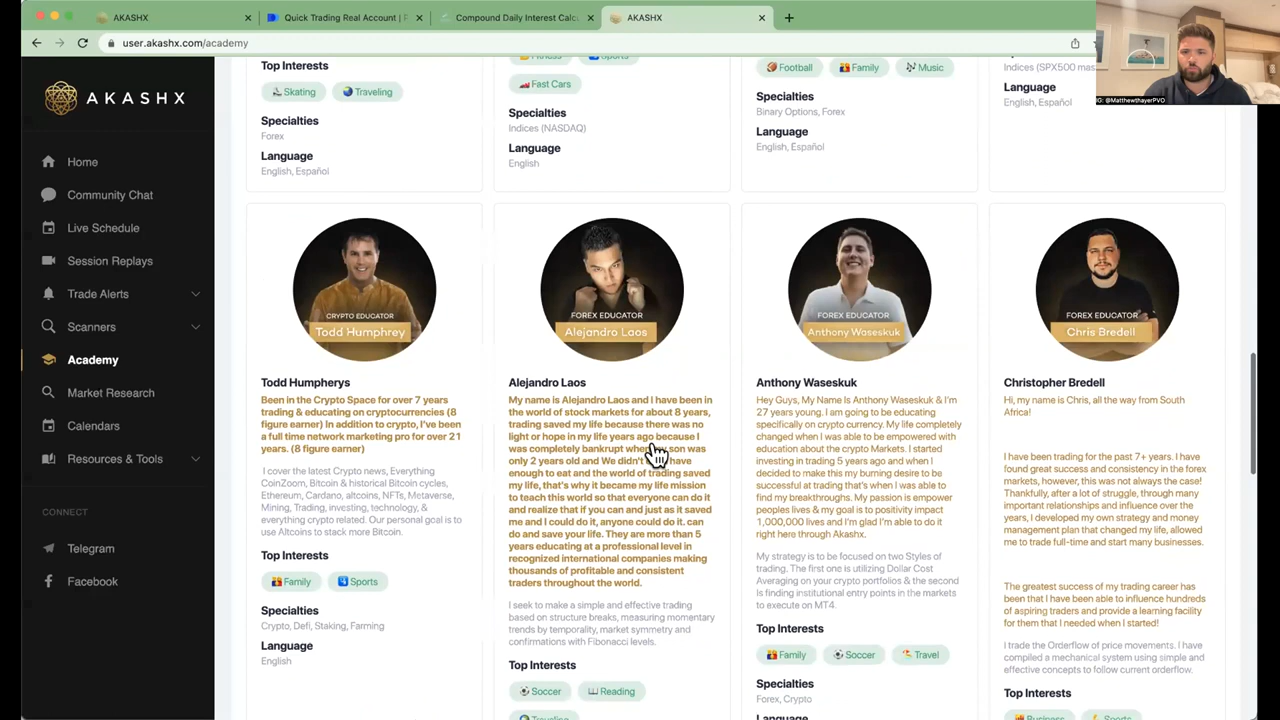 AKASHX
Quick Trading Real Account |
Compound Daily Interest Calc
AKASHX
user.akashx.com/academy
IG: @MatthewthayerPVO
AKASHX
Home
Community Chat
Live Schedule
Session Replays
Trade Alerts
Scanners
Academy
Market Research
Calendars
Resources & Tools
CONNECT
Telegram
Facebook
Top Interests
Skating
Traveling
Specialties
Forex
Language
English, Español
Fitness
Sports
Fast Cars
Specialties
Indices (NASDAQ)
Language
English
Football
Family
Music
Specialties
Binary Options, Forex
Language
English, Español
Indices (SPX500
Language
English, Español
CRYPTO EDUCATOR
Todd Humphrey
Todd Humpherys
Been in the Crypto Space for over 7 years
trading & educating on cryptocurrencies (8
figure earner) In addition to crypto, I've been
a full time network marketing pro for over 21
years. (8 figure earner)
I cover the latest Crypto news, Everything
CoinZoom, Bitcoin & historical Bitcoin cycles,
Ethereum, Cardano, altcoins, NFTs, Metaverse,
Mining, Trading, investing, technology, &
everything crypto related. Our personal goal is
to use Altcoins to stack more Bitcoin.
Top Interests
Family
Sports
Specialties
Crypto, Defi, Staking, Farming
Language
English
FOREX EDUCATOR
Alejandro Laos
Alejandro Laos
My name is Alejandro Laos and I have been in
the world of stock markets for about 8 years,
trading saved my life because there was no
light or hope in my life years ago because I
was completely bankrupt when son was
only 2 years old and We didn't have
enough to eat and the world of trading saved
my life, that's why it became my life mission
to teach this world so that everyone can do it
and realize that if you can and just as it saved
me and I could do it, anyone could do it. can
do and save your life. They are more than 5
years educating at a professional level in
recognized international companies making
thousands of profitable and consistent
traders throughout the world.
I seek to make a simple and effective trading
based on structure breaks, measuring momentary
trends by temporality, market symmetry and
confirmations with Fibonacci levels.
Top Interests
Soccer
Reading
Traveling
FOREX EDUCATOR
Anthony Waseskuk
Anthony Waseskuk
Hey Guys, My Name Is Anthony Waseskuk & I'm
27 years young. I am going to be educating
specifically on crypto currency. My life completely
changed when I was able to be empowered with
education about the crypto Markets. I started
investing in trading 5 years ago and when I
decided to make this my burning desire to be
successful at trading that's when I was able to
find my breakthroughs. My passion is empower
peoples lives & my goal is to positivity impact
1,000,000 lives and I'm glad I'm able to do it
right here through Akashx.
My strategy is to be focused on two Styles of
trading. The first one is utilizing Dollar Cost
Averaging on your crypto portfolios & the second
Is finding institutional entry points in the markets
to execute on MT4.
Top Interests
Family
Soccer
Travel
Specialties
Forex, Crypto
Language
FOREX EDUCATOR
Chris Bredell
Christopher Bredell
Hi, my name is Chris, all the way from South
Africa!
I have been trading for the past 7+ years. I have
found great success and consistency in the forex
markets, however, this was not always the case!
Thankfully, after a lot of struggle, through many
important relationships and influence over the
years, I developed my own strategy and money
management plan that changed my life, allowed
me to trade full-time and start many businesses.
The greatest success of my trading career has
been that I have been able to influence hundreds
of aspiring traders and provide a learning facility
for them that I needed when I started!
I trade the Orderflow of price movements. I have
compiled a mechanical system using simple and
effective concepts to follow current orderflow.
Top Interests
Business
Sports